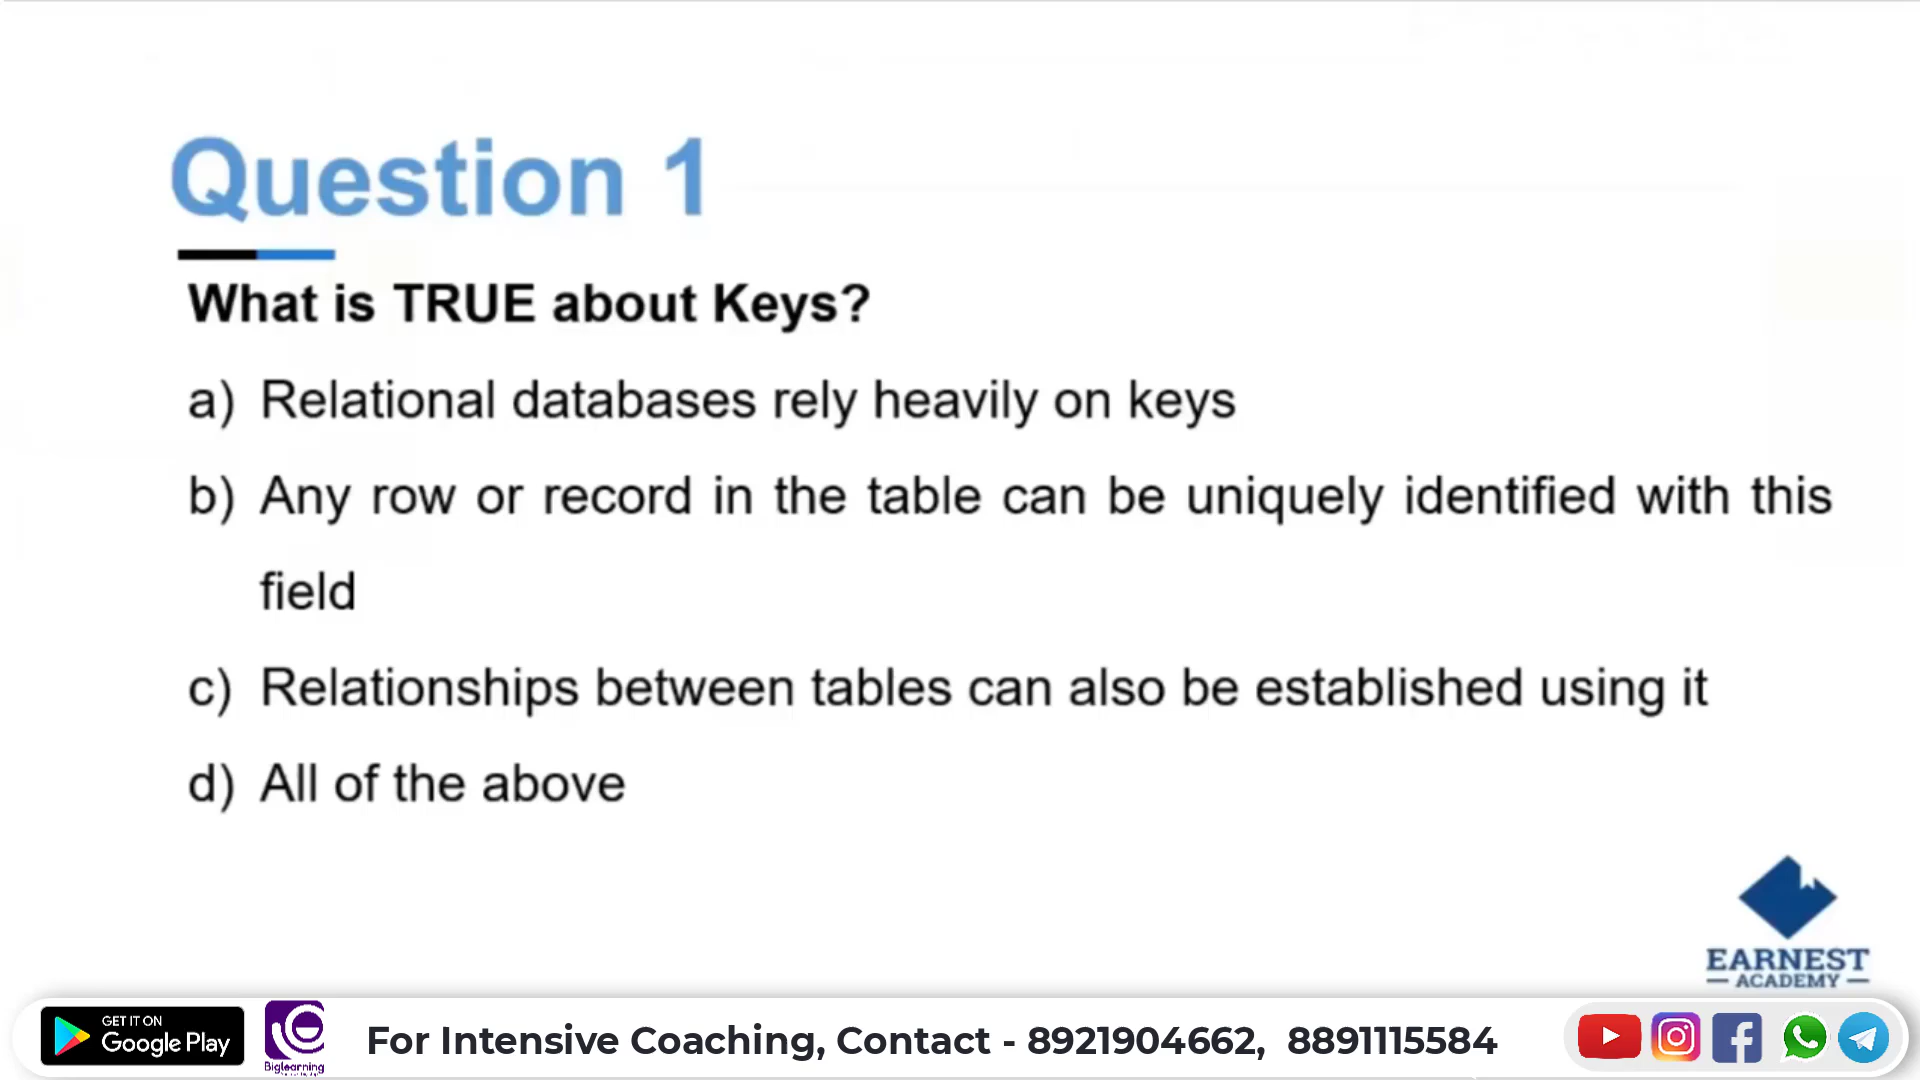 Question 1
What is TRUE about Keys?
a) Relational databases rely heavily on keys
b) Any row or record in the table can be uniquely identified with this
field
c) Relationships between tables can also be established using it
d) All of the above
EARNEST
ACADEMY
GET IT ON
Google Play
Biglearning
For Intensive Coaching, Contact - 8921904662, 8891115584